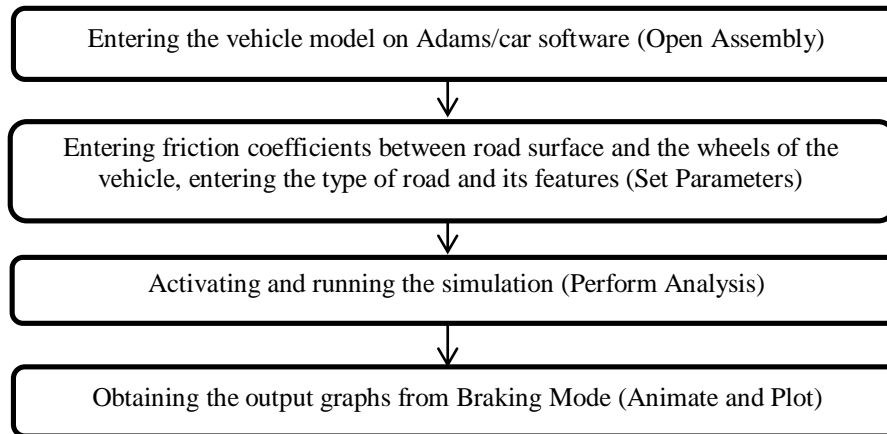 Entering the vehicle model on Adams/car software (Open Assembly)
Entering friction coefficients between road surface and the wheels of the
vehicle, entering the type of road and its features (Set Parameters)
Activating and running the simulation (Perform Analysis)
Obtaining the output graphs from Braking Mode (Animate and Plot)